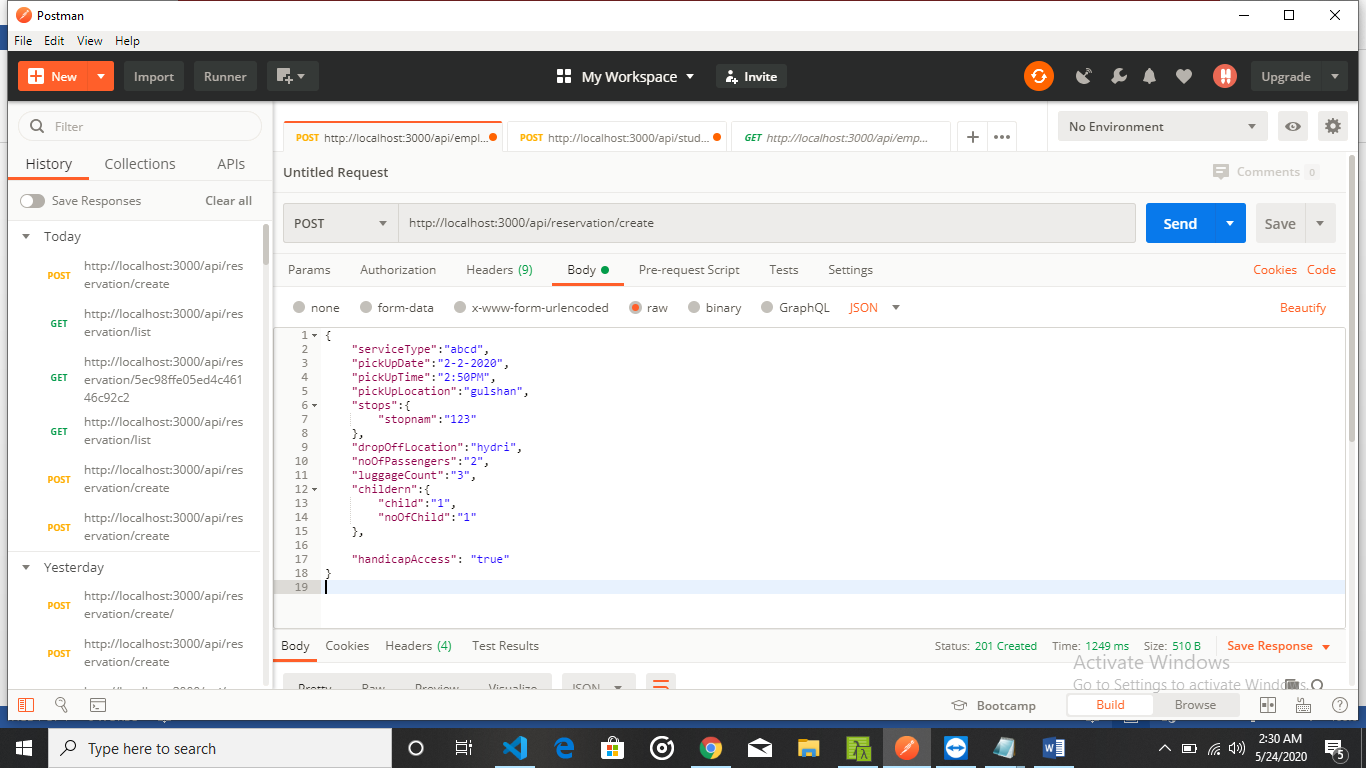 Postman
File Edit View Help
New Import Runner My Workspace Invite Upgrade
Filter
History Collections APIs
Save Responses Clear all
Today
POST http://localhost:3000/api/res
ervation/create
GET http://localhost:3000/api/res
ervation/list
GET http://localhost:3000/api/res
ervation/5ec98ffe05ed4c461
46c92c2
GET http://localhost:3000/api/res
ervation/list
POST http://localhost:3000/api/res
ervation/create
POST http://localhost:3000/api/res
ervation/create
Yesterday
POST http://localhost:3000/api/res
ervation/create/
POST http://localhost:3000/api/res
ervation/create
POST http://localhost:3000/api/empl... POST http://localhost:3000/api/stud... GET http://localhost:3000/api/emp... + ••• No Environment
Untitled Request Comments 0
POST http://localhost:3000/api/reservation/create Send Save
Params Authorization Headers (9) Body Pre-request Script Tests Settings Cookies Code
none form-data x-www-form-urlencoded raw binary GraphQL JSON Beautify
1 {
2 "serviceType":"abcd",
3 "pickUpDate":"2-2-2020",
4 "pickUpTime":"2:50PM",
5 "pickUpLocation":"gulshan",
6 "stops":{
7 "stopnam":"123"
8 },
9 "dropOffLocation":"hydri",
10 "noOfPassengers":"2",
11 "luggageCount":"3",
12 "childern":{
13 "child":"1",
14 "noOfChild":"1"
15 },
16
17 "handicapAccess": "true"
18 }
19
Body Cookies Headers (4) Test Results Status: 201 Created Time: 1249 ms Size: 510 B Save Response
Activate Windows
Go to Settings to activate Windows.
Pretty Raw Preview Visualize JSON
Bootcamp Build Browse
Type here to search
2:30 AM
5/24/2020
5